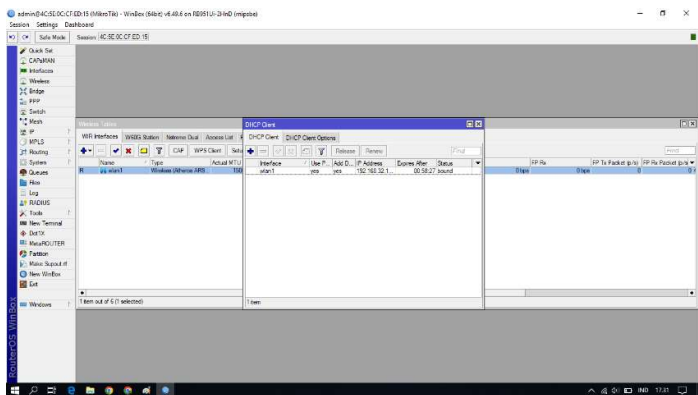 admin@4C:5E:0C:CF:ED:15 (MikroTik) - WinBox (64bit) v6.49.6 on RB951Ui-2HnD (mipsbe)
Session Settings Dashboard
Safe Mode Session: 4C:5E:0C:CF:ED:15
Quick Set
CAPsMAN
Interfaces
Wireless
Bridge
PPP
Switch
Mesh
IP
MPLS
Routing
System
Queues
Files
Log
RADIUS
Tools
New Terminal
Dot1X
MetaROUTER
Partition
Make Supout.rif
New WinBox
Exit
Windows
RouterOS WinBox
Wireless Tables
WiFi Interfaces W60G Station Nstreme Dual Access List
CAP WPS Client
Name Type Actual MTU
R wlan1 Wireless (Atheros AR9...
1 item out of 6 (1 selected)
DHCP Client
DHCP Client DHCP Client Options
Release Renew Find
Interface Use P... Add D... IP Address Expires After Status
wlan1 yes yes 192.168.32.1... 00:58:27 bound
1 item
Find
FP Rx FP Tx Packet (p/s) FP Rx Packet (p/s)
0 bps 0 bps 0 0
IND 17.31